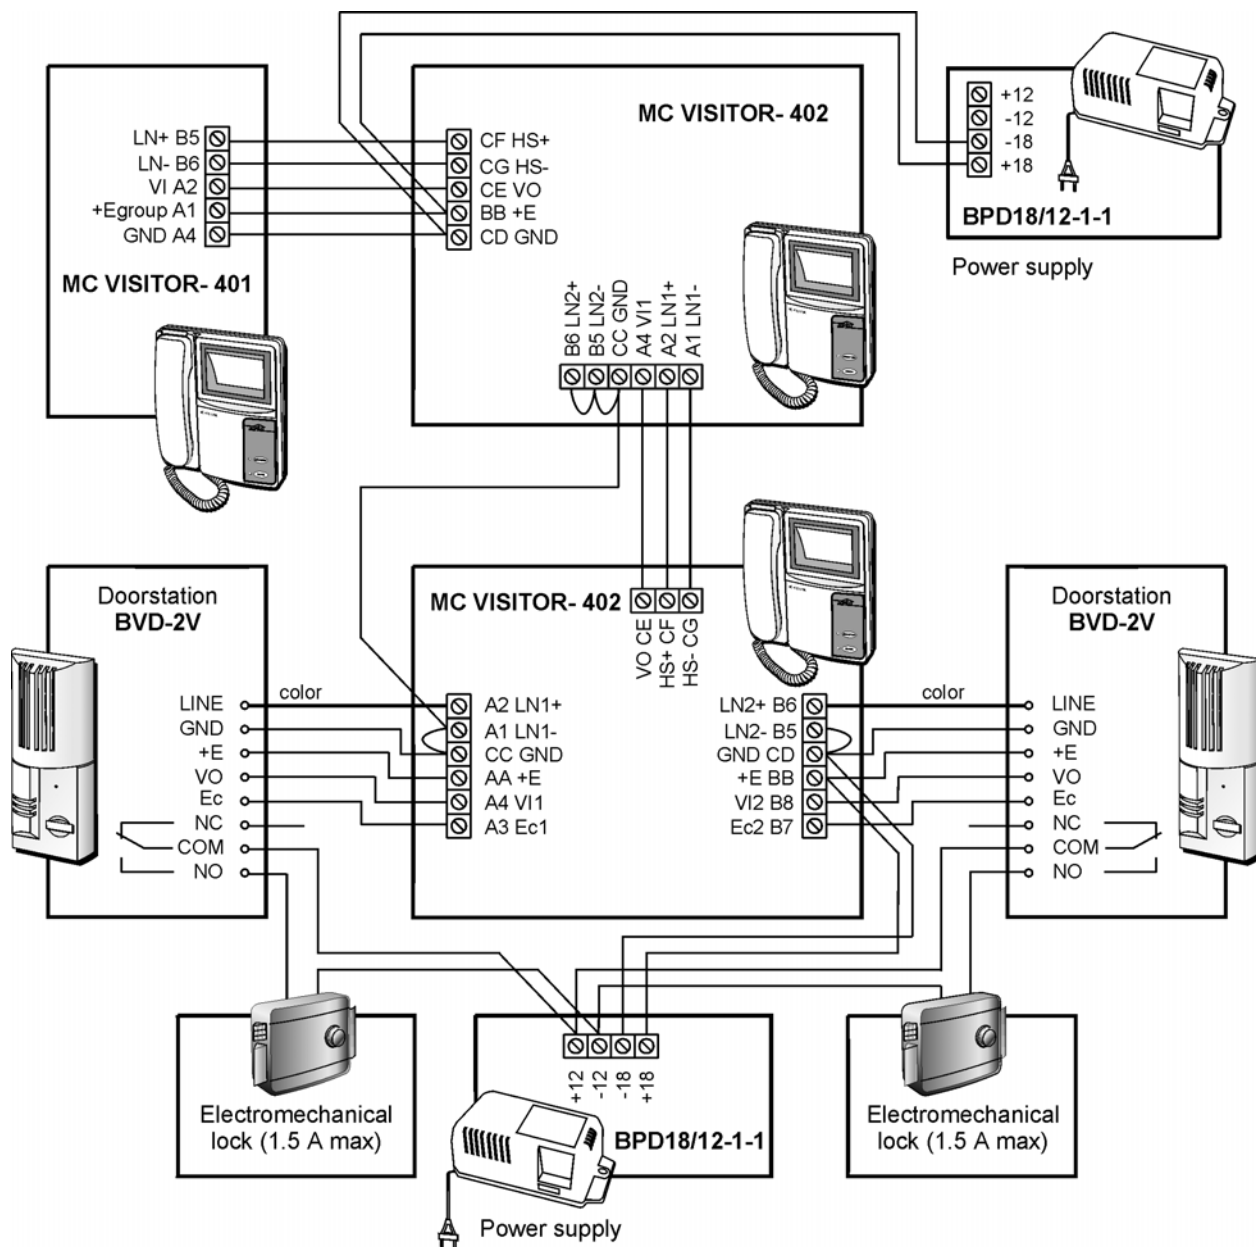 MC VISITOR- 402
+12
-12
-18
+18
BPD18/12-1-1
Power supply
LN+ B5
LN- B6
VI A2
+Egroup A1
GND A4
MC VISITOR- 401
CF HS+
CG HS-
CE VO
BB +E
CD GND
B6 LN2+
B5 LN2-
CC GND
A4 VI1
A2 LN1+
A1 LN1-
Doorstation
BVD-2V
LINE
GND
+E
VO
Ec
NC
COM
NO
color
MC VISITOR- 402
VO CE
HS+ CF
HS- CG
A2 LN1+
A1 LN1-
CC GND
AA +E
A4 VI1
A3 Ec1
LN2+ B6
LN2- B5
GND CD
+E BB
VI2 B8
Ec2 B7
color
Doorstation
BVD-2V
LINE
GND
+E
VO
Ec
NC
COM
NO
Electromechanical
lock (1.5 A max)
+12
-12
-18
+18
BPD18/12-1-1
Power supply
Electromechanical
lock (1.5 A max)